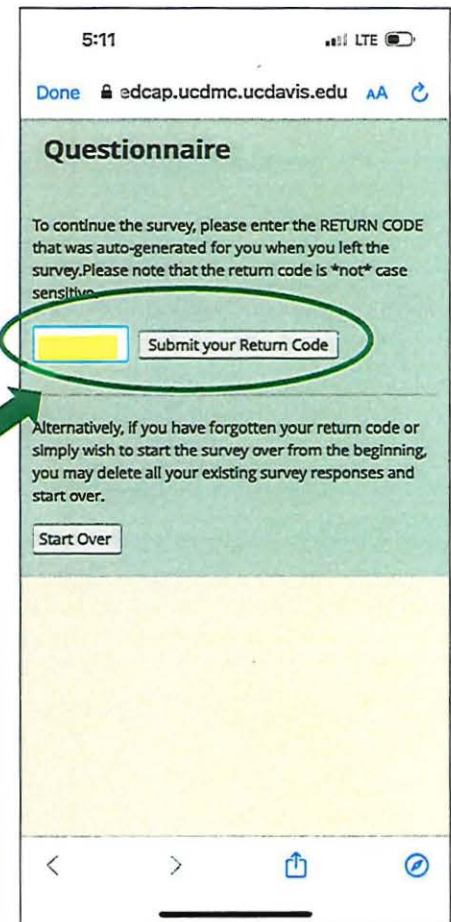 5:11 LTE
Done edcap.ucdmc.ucdavis.edu AA
Questionnaire
To continue the survey, please enter the RETURN CODE
that was auto-generated for you when you left the
survey.Please note that the return code is *not* case
sensitive.
Submit your Return Code
Alternatively, if you have forgotten your return code or
simply wish to start the survey over from the beginning,
you may delete all your existing survey responses and
start over.
Start Over